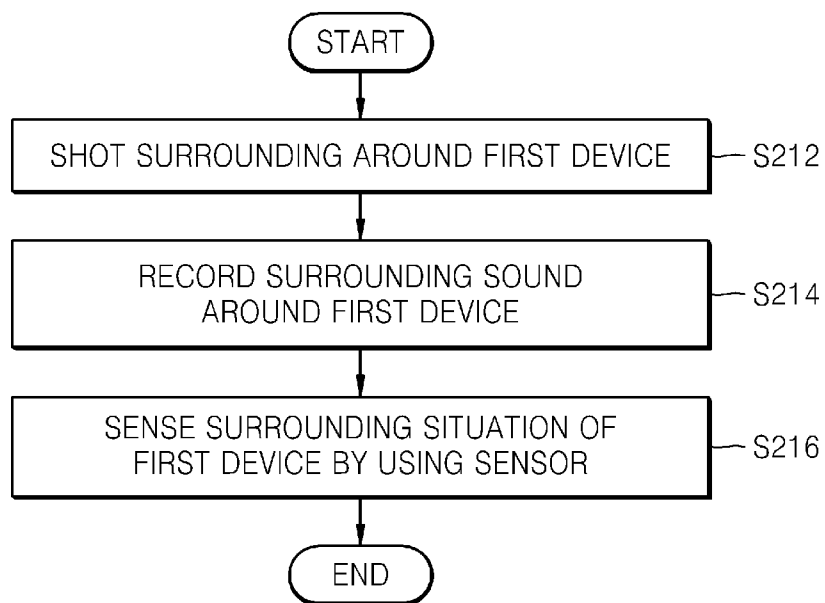 START
SHOT SURROUNDING AROUND FIRST DEVICE
S212
RECORD SURROUNDING SOUND
AROUND FIRST DEVICE
S214
SENSE SURROUNDING SITUATION OF
FIRST DEVICE BY USING SENSOR
S216
END